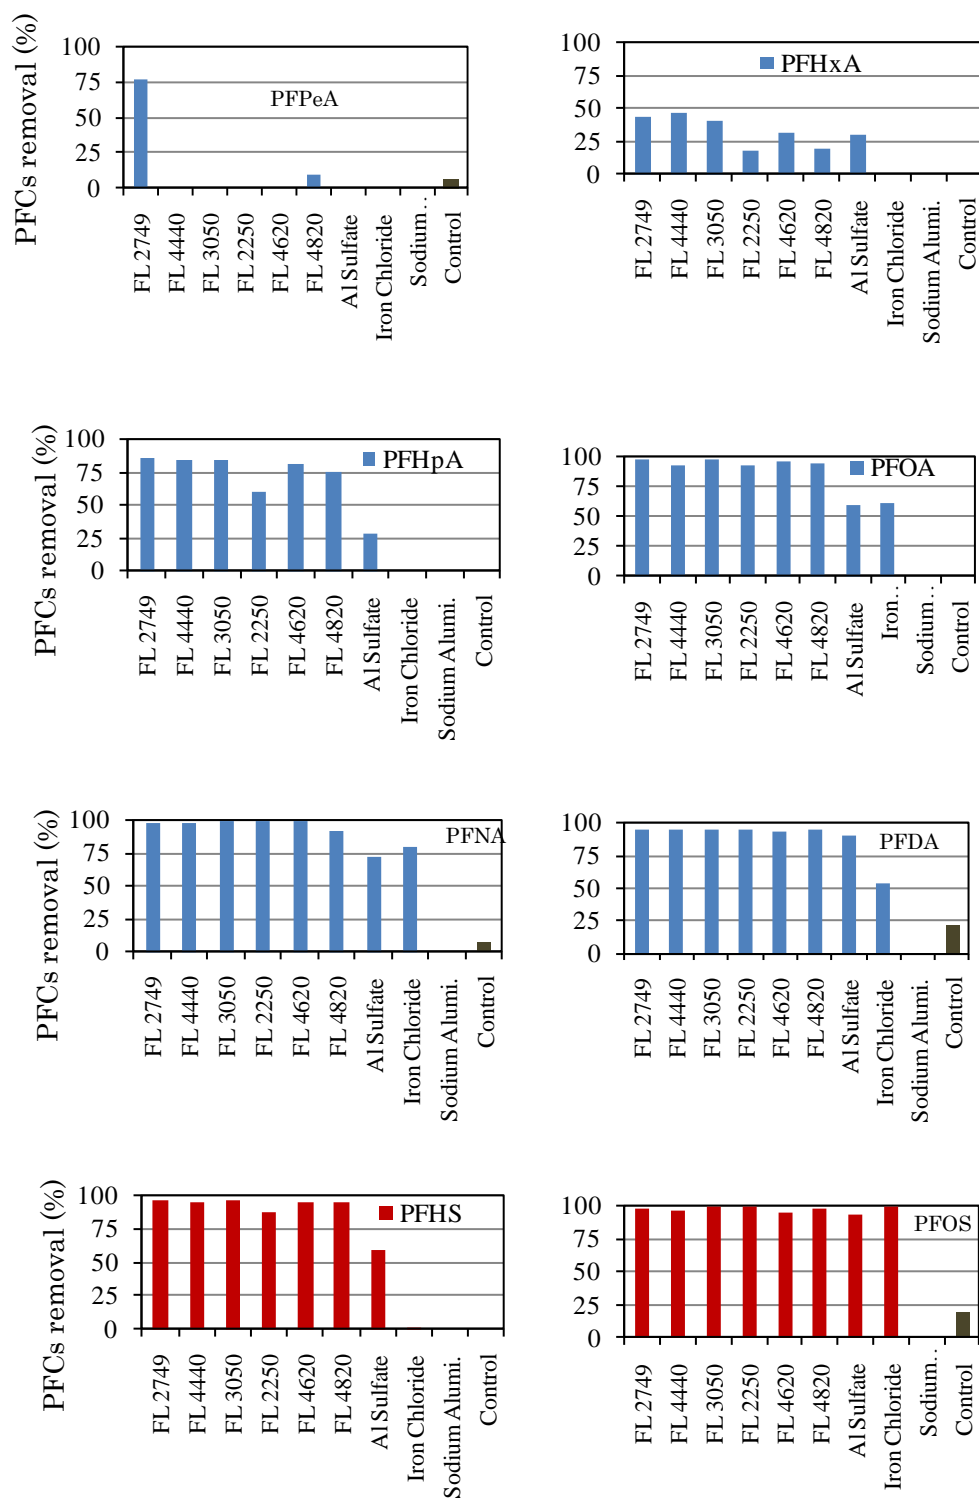 PFCs removal (%)
100
75
50
25
0
PFPeA
FL 2749
FL 4440
FL 3050
FL 2250
FL 4620
FL 4820
Al Sulfate
Iron Chloride
Sodium…
Control
100
75
50
25
0
PFHxA
FL 2749
FL 4440
FL 3050
FL 2250
FL 4620
FL 4820
Al Sulfate
Iron Chloride
Sodium Alumi.
Control
PFCs removal (%)
100
75
50
25
0
PFHpA
FL 2749
FL 4440
FL 3050
FL 2250
FL 4620
FL 4820
Al Sulfate
Iron Chloride
Sodium Alumi.
Control
100
75
50
25
0
PFOA
FL 2749
FL 4440
FL 3050
FL 2250
FL 4620
FL 4820
Al Sulfate
Iron…
Sodium…
Control
PFCs removal (%)
100
75
50
25
0
PFNA
FL 2749
FL 4440
FL 3050
FL 2250
FL 4620
FL 4820
Al Sulfate
Iron Chloride
Sodium Alumi.
Control
100
75
50
25
0
PFDA
FL 2749
FL 4440
FL 3050
FL 2250
FL 4620
FL 4820
Al Sulfate
Iron Chloride
Sodium Alumi.
Control
PFCs removal (%)
100
75
50
25
0
PFHS
FL 2749
FL 4440
FL 3050
FL 2250
FL 4620
FL 4820
Al Sulfate
Iron Chloride
Sodium Alumi.
Control
100
75
50
25
0
PFOS
FL 2749
FL 4440
FL 3050
FL 2250
FL 4620
FL 4820
Al Sulfate
Iron Chloride
Sodium…
Control